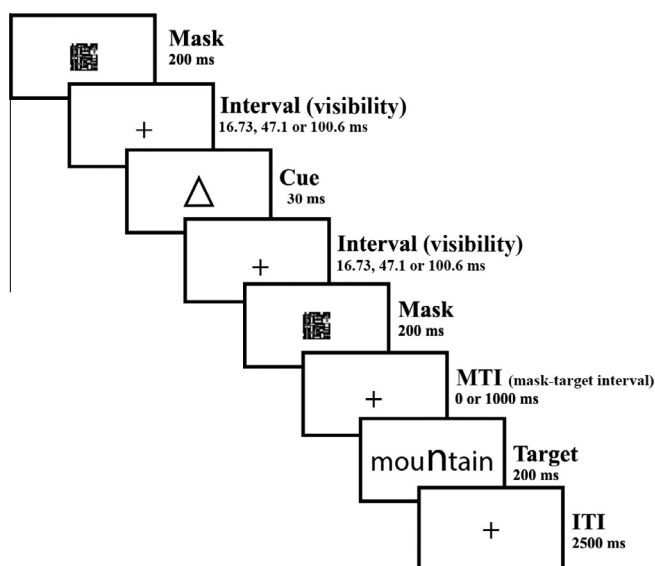 Mask
200 ms
Interval (visibility)
16.73, 47.1 or 100.6 ms
Cue
30 ms
Interval (visibility)
16.73, 47.1 or 100.6 ms
Mask
200 ms
MTI (mask-target interval)
0 or 1000 ms
mountain
Target
200 ms
ITI
2500 ms